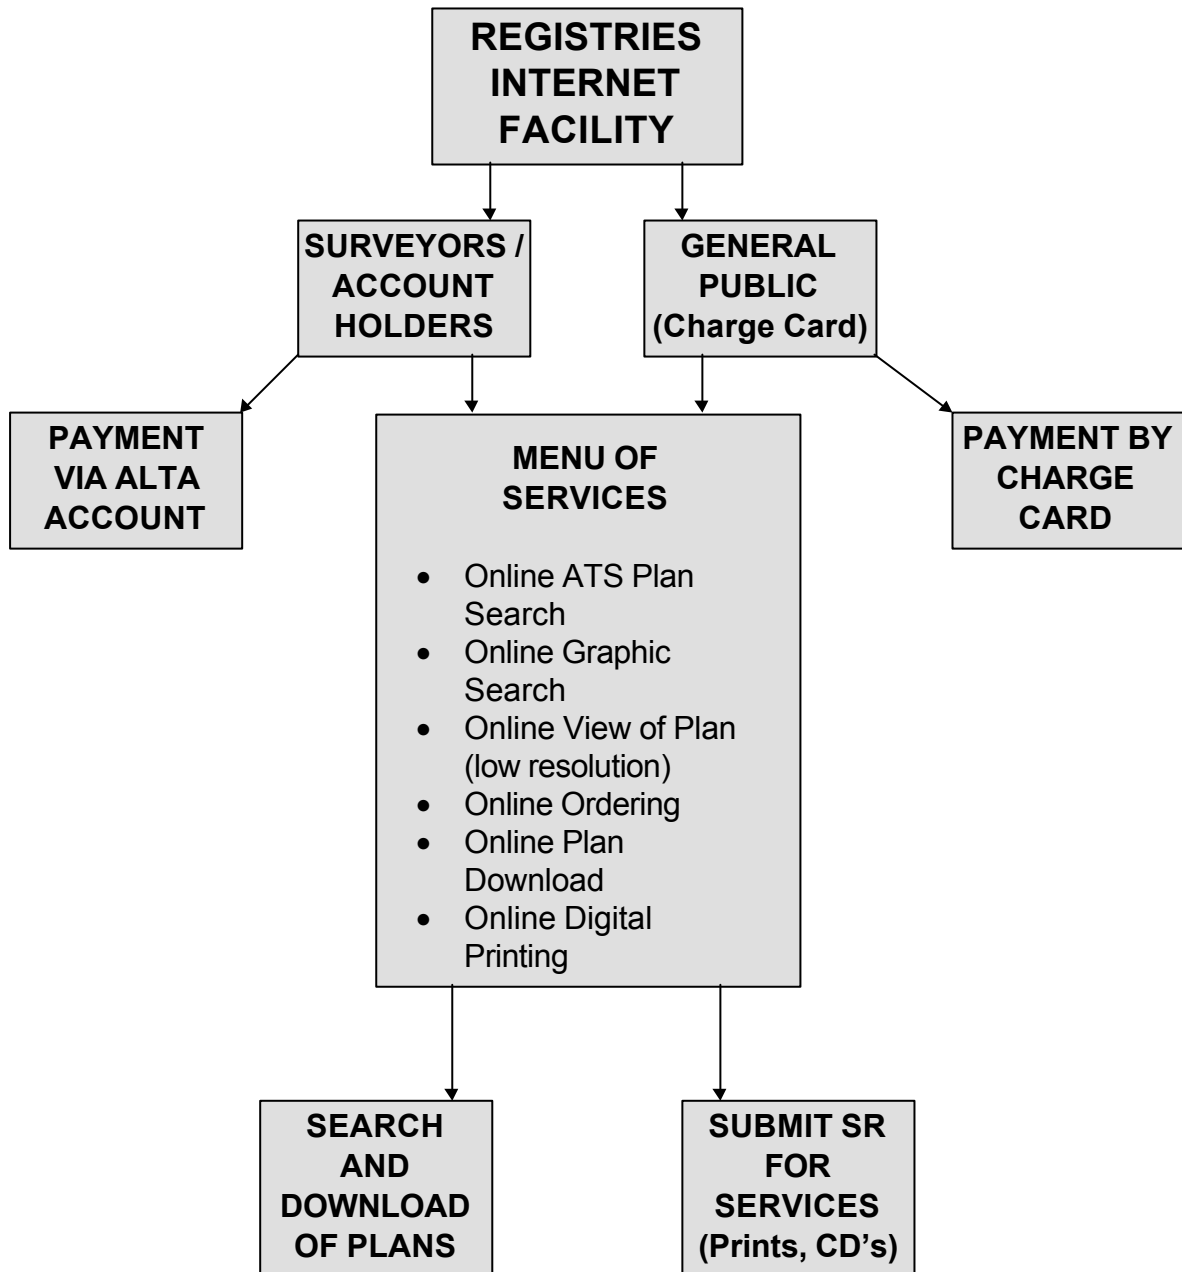 REGISTRIES
INTERNET
FACILITY
SURVEYORS /
ACCOUNT
HOLDERS
GENERAL
PUBLIC
(Charge Card)
PAYMENT
VIA ALTA
ACCOUNT
MENU OF
SERVICES
• Online ATS Plan
Search
• Online Graphic
Search
• Online View of Plan
(low resolution)
• Online Ordering
• Online Plan
Download
• Online Digital
Printing
PAYMENT BY
CHARGE
CARD
SEARCH
AND
DOWNLOAD
OF PLANS
SUBMIT SR
FOR
SERVICES
(Prints, CD’s)